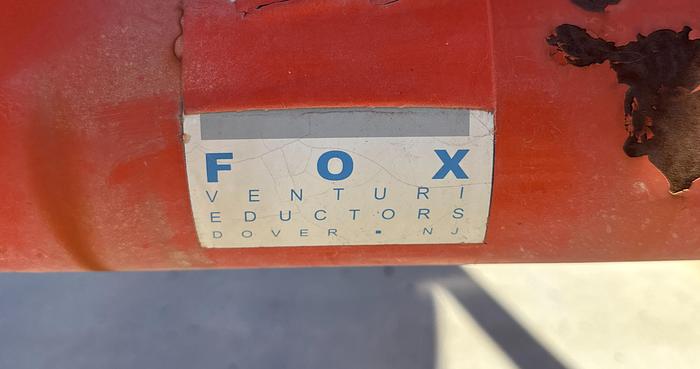 FOX
VENTURI
EDUCTORS
DOVER ▪ NJ